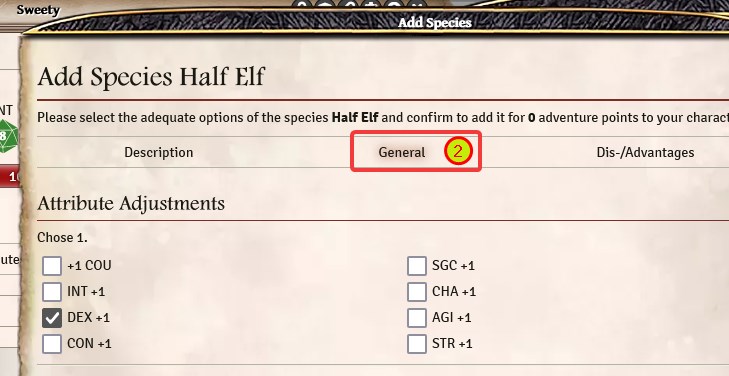 Sweety
Add Species
Add Species Half Elf
Please select the adequate options of the species Half Elf and confirm to add it for 0 adventure points to your charact
Description General 2 Dis-/Advantages
Attribute Adjustments
Chose 1.
+1 COU SGC +1
INT +1 CHA +1
DEX +1 AGI +1
CON +1 STR +1
NT
8
ute